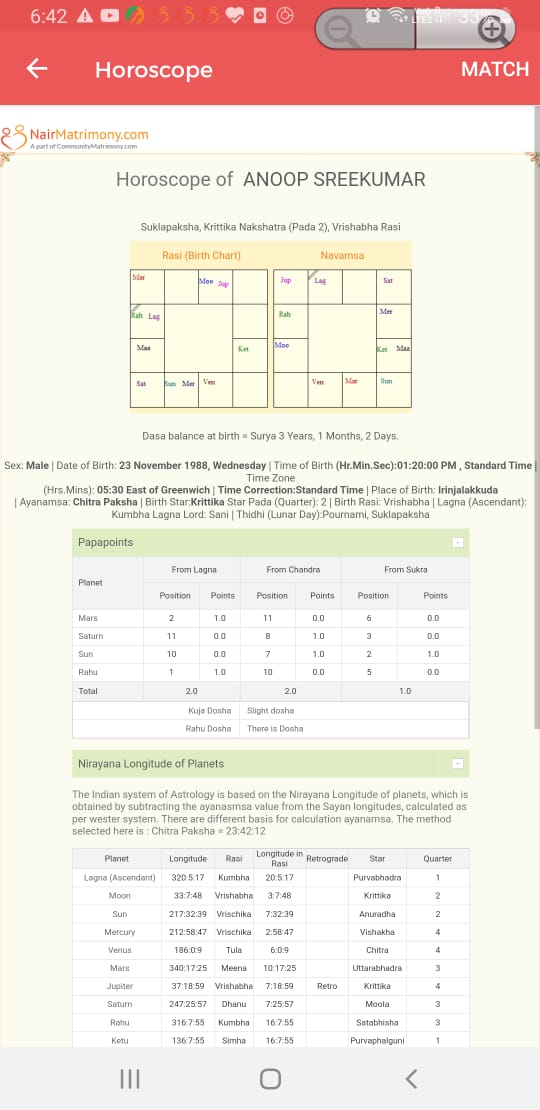 6:42
33%
Horoscope
MATCH
NairMatrimony.com
A part of CommunityMatrimony.com
Horoscope of ANOOP SREEKUMAR
Suklapaksha, Krittika Nakshatra (Pada 2), Vrishabha Rasi
Rasi (Birth Chart) Navamsa
Mar Moo Jup Jup Lag Sat
Rah Lag Rah Mer
Maa Ket Moo Ket Maa
Sat Sun Mer Ven Ven Mar Sun
Dasa balance at birth = Surya 3 Years, 1 Months, 2 Days.
Sex: Male | Date of Birth: 23 November 1988, Wednesday | Time of Birth (Hr.Min.Sec):01:20:00 PM , Standard Time |
Time Zone
(Hrs.Mins): 05:30 East of Greenwich | Time Correction:Standard Time | Place of Birth: Irinjalakkuda
| Ayanamsa: Chitra Paksha | Birth Star:Krittika Star Pada (Quarter): 2 | Birth Rasi: Vrishabha | Lagna (Ascendant):
Kumbha Lagna Lord: Sani | Thidhi (Lunar Day):Pournami, Suklapaksha
Papapoints -
Planet From Lagna From Chandra From Sukra
Position Points Position Points Position Points
Mars 2 1.0 11 0.0 6 0.0
Saturn 11 0.0 8 1.0 3 0.0
Sun 10 0.0 7 1.0 2 1.0
Rahu 1 1.0 10 0.0 5 0.0
Total 2.0 2.0 1.0
Kuja Dosha Slight dosha
Rahu Dosha There is Dosha
Nirayana Longitude of Planets -
The Indian system of Astrology is based on the Nirayana Longitude of planets, which is
obtained by subtracting the ayanasmsa value from the Sayan longitudes, calculated as
per wester system. There are different basis for calculation ayanamsa. The method
selected here is : Chitra Paksha = 23:42:12
Planet Longitude Rasi Longitude in Rasi Retrograde Star Quarter
Lagna (Ascendant) 320:5:17 Kumbha 20:5:17 Purvabhadra 1
Moon 33:7:48 Vrishabha 3:7:48 Krittika 2
Sun 217:32:39 Vrischika 7:32:39 Anuradha 2
Mercury 212:58:47 Vrischika 2:58:47 Vishakha 4
Venus 186:0:9 Tula 6:0:9 Chitra 4
Mars 340:17:25 Meena 10:17:25 Uttarabhadra 3
Jupiter 37:18:59 Vrishabha 7:18:59 Retro Krittika 4
Saturn 247:25:57 Dhanu 7:25:57 Moola 3
Rahu 316:7:55 Kumbha 16:7:55 Satabhisha 3
Ketu 136:7:55 Simha 16:7:55 Purvaphalguni 1